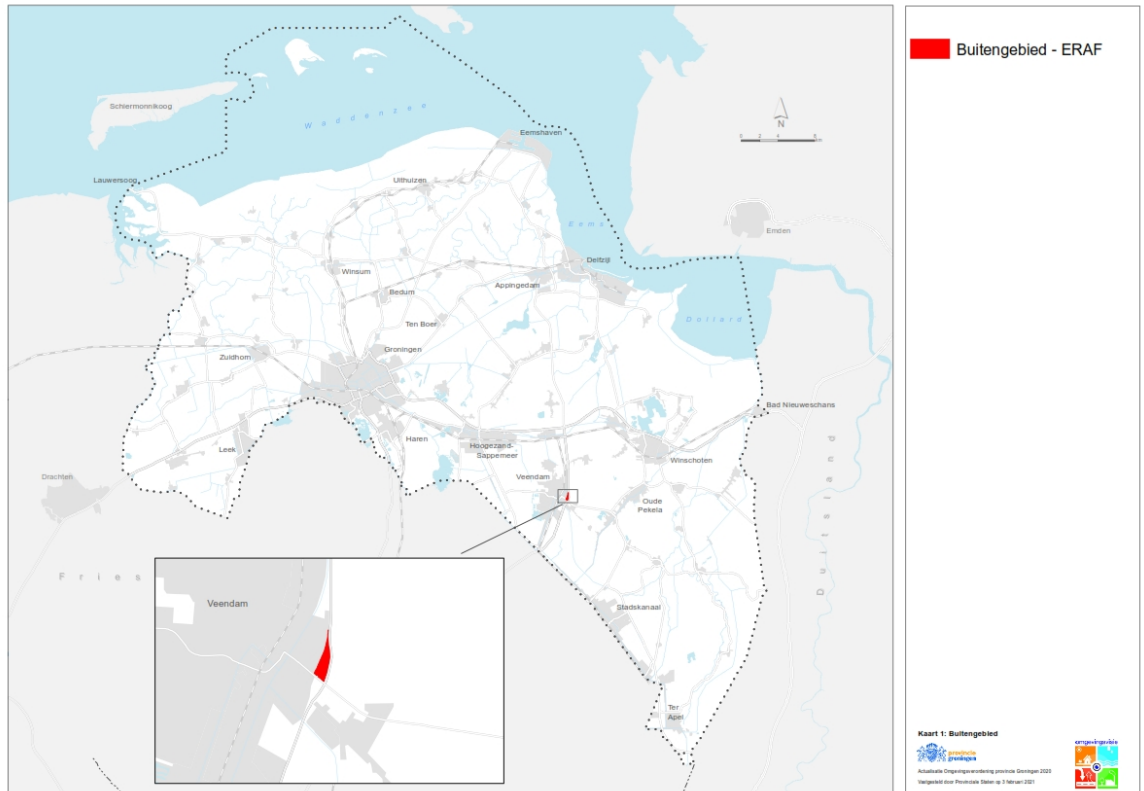 Buitengebied - ERAF
Schiermonnikoog
Waddenzee
N
0 2 4 8
Eemshaven
Lauwersoog
Uithuizen
Eems
Emden
Delfzijl
Winsum
Appingedam
Bedum
Dollard
Ten Boer
Groningen
Zuidhorn
Bad Nieuweschans
Haren
Hoogezand-
Sappemeer
Leek
Winschoten
Veendam
Drachten
Oude
Pekela
Duitsland
Fries
Veendam
Stadskanaal
Ter
Apel
Kaart 1: Buitengebied
provincie
groningen
omgevingsvisie
Actualisatie Omgevingsverordening provincie Groningen 2020
Vastgesteld door Provinciale Staten op 3 februari 2021